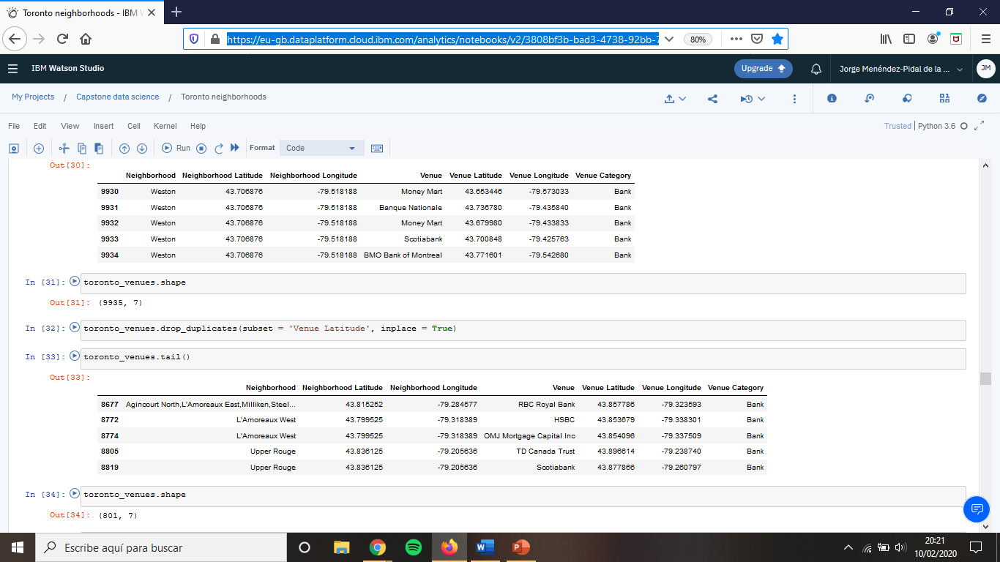 Toronto neighborhoods - IBM W
https://eu-gb.dataplatform.cloud.ibm.com/analytics/notebooks/v2/3808bf3b-bad3-4738-92bb-7
80%
IBM Watson Studio
Upgrade
Jorge Menéndez-Pidal de la ...
JM
My Projects / Capstone data science / Toronto neighborhoods
File Edit View Insert Cell Kernel Help
Trusted | Python 3.6
Run
Format
Code
Out[30]:
Neighborhood Neighborhood Latitude Neighborhood Longitude Venue Venue Latitude Venue Longitude Venue Category
9930 Weston 43.706876 -79.518188 Money Mart 43.653446 -79.573033 Bank
9931 Weston 43.706876 -79.518188 Banque Nationale 43.736780 -79.435840 Bank
9932 Weston 43.706876 -79.518188 Money Mart 43.679980 -79.433833 Bank
9933 Weston 43.706876 -79.518188 Scotiabank 43.700848 -79.425763 Bank
9934 Weston 43.706876 -79.518188 BMO Bank of Montreal 43.771601 -79.542680 Bank
In [31]: toronto_venues.shape
Out[31]: (9935, 7)
In [32]: toronto_venues.drop_duplicates(subset = 'Venue Latitude', inplace = True)
In [33]: toronto_venues.tail()
Out[33]:
Neighborhood Neighborhood Latitude Neighborhood Longitude Venue Venue Latitude Venue Longitude Venue Category
8677 Agincourt North,L'Amoreaux East,Milliken,Steel... 43.815252 -79.284577 RBC Royal Bank 43.857786 -79.323593 Bank
8772 L'Amoreaux West 43.799525 -79.318389 HSBC 43.853679 -79.338301 Bank
8774 L'Amoreaux West 43.799525 -79.318389 OMJ Mortgage Capital Inc 43.854096 -79.337509 Bank
8805 Upper Rouge 43.836125 -79.205636 TD Canada Trust 43.896614 -79.238740 Bank
8819 Upper Rouge 43.836125 -79.205636 Scotiabank 43.877866 -79.260797 Bank
In [34]: toronto_venues.shape
Out[34]: (801, 7)
Escribe aquí para buscar
20:21
10/02/2020